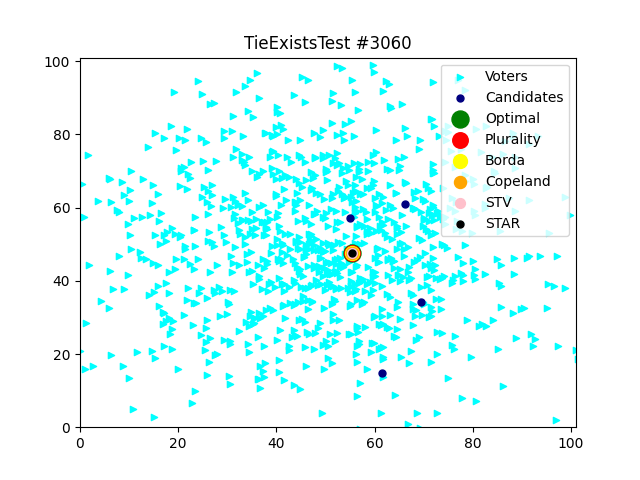 TieExistsTest #3060
Voters
Candidates
Optimal
Plurality
Borda
Copeland
STV
STAR
100
80
60
40
20
0
0 20 40 60 80 100